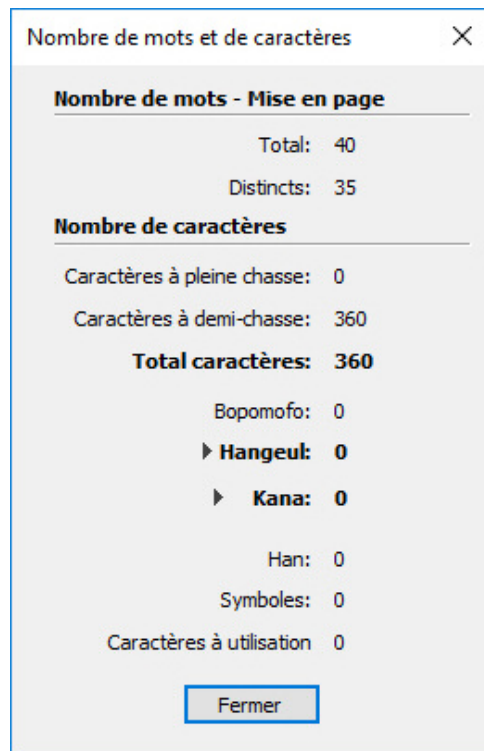 Nombre de mots et de caractères
Nombre de mots - Mise en page
Total: 40
Distincts: 35
Nombre de caractères
Caractères à pleine chasse: 0
Caractères à demi-chasse: 360
Total caractères: 360
Bopomofo: 0
Hangeul: 0
Kana: 0
Han: 0
Symboles: 0
Caractères à utilisation 0
Fermer